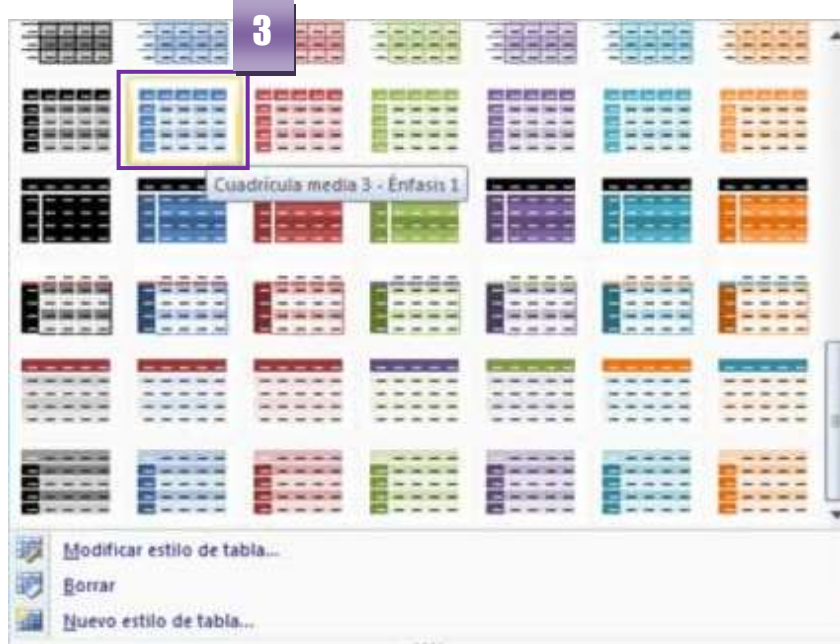 3
Cuadrícula media 3 - Énfasis 1
Modificar estilo de tabla...
Borrar
Nuevo estilo de tabla...